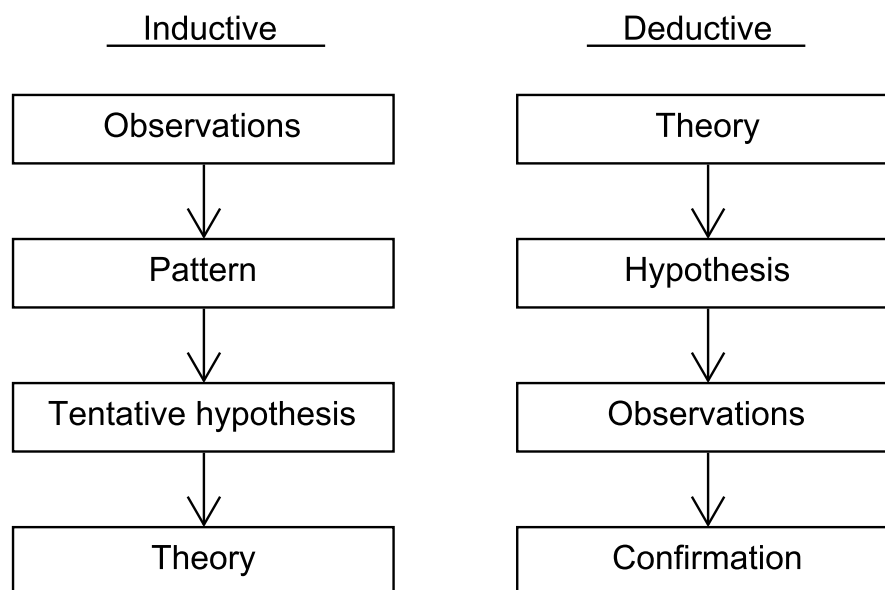 Inductive
Observations
Pattern
Tentative hypothesis
Theory
Deductive
Theory
Hypothesis
Observations
Confirmation